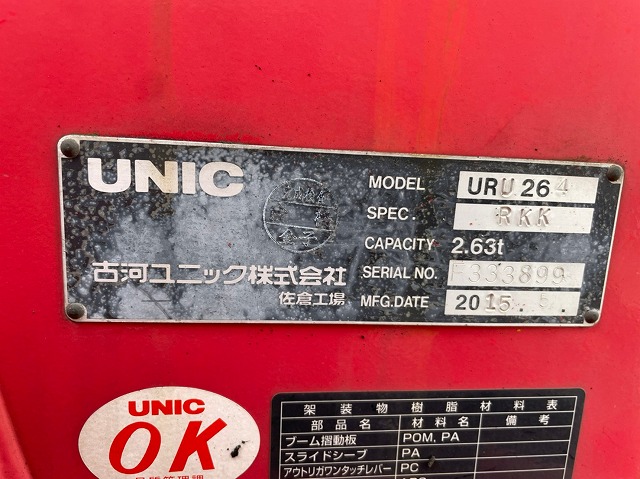 UNIC
MODEL URU264
SPEC. RKK
CAPACITY 2.63t
SERIAL NO. F333899
MFG.DATE 2015. 5.
古河ユニック株式会社
佐倉工場
UNIC
OK
架装物樹脂材料表
部品名 材料名 備考
ブーム摺動板 POM, PA
スライドシーブ PA
アウトリガワンタッチレバー PC